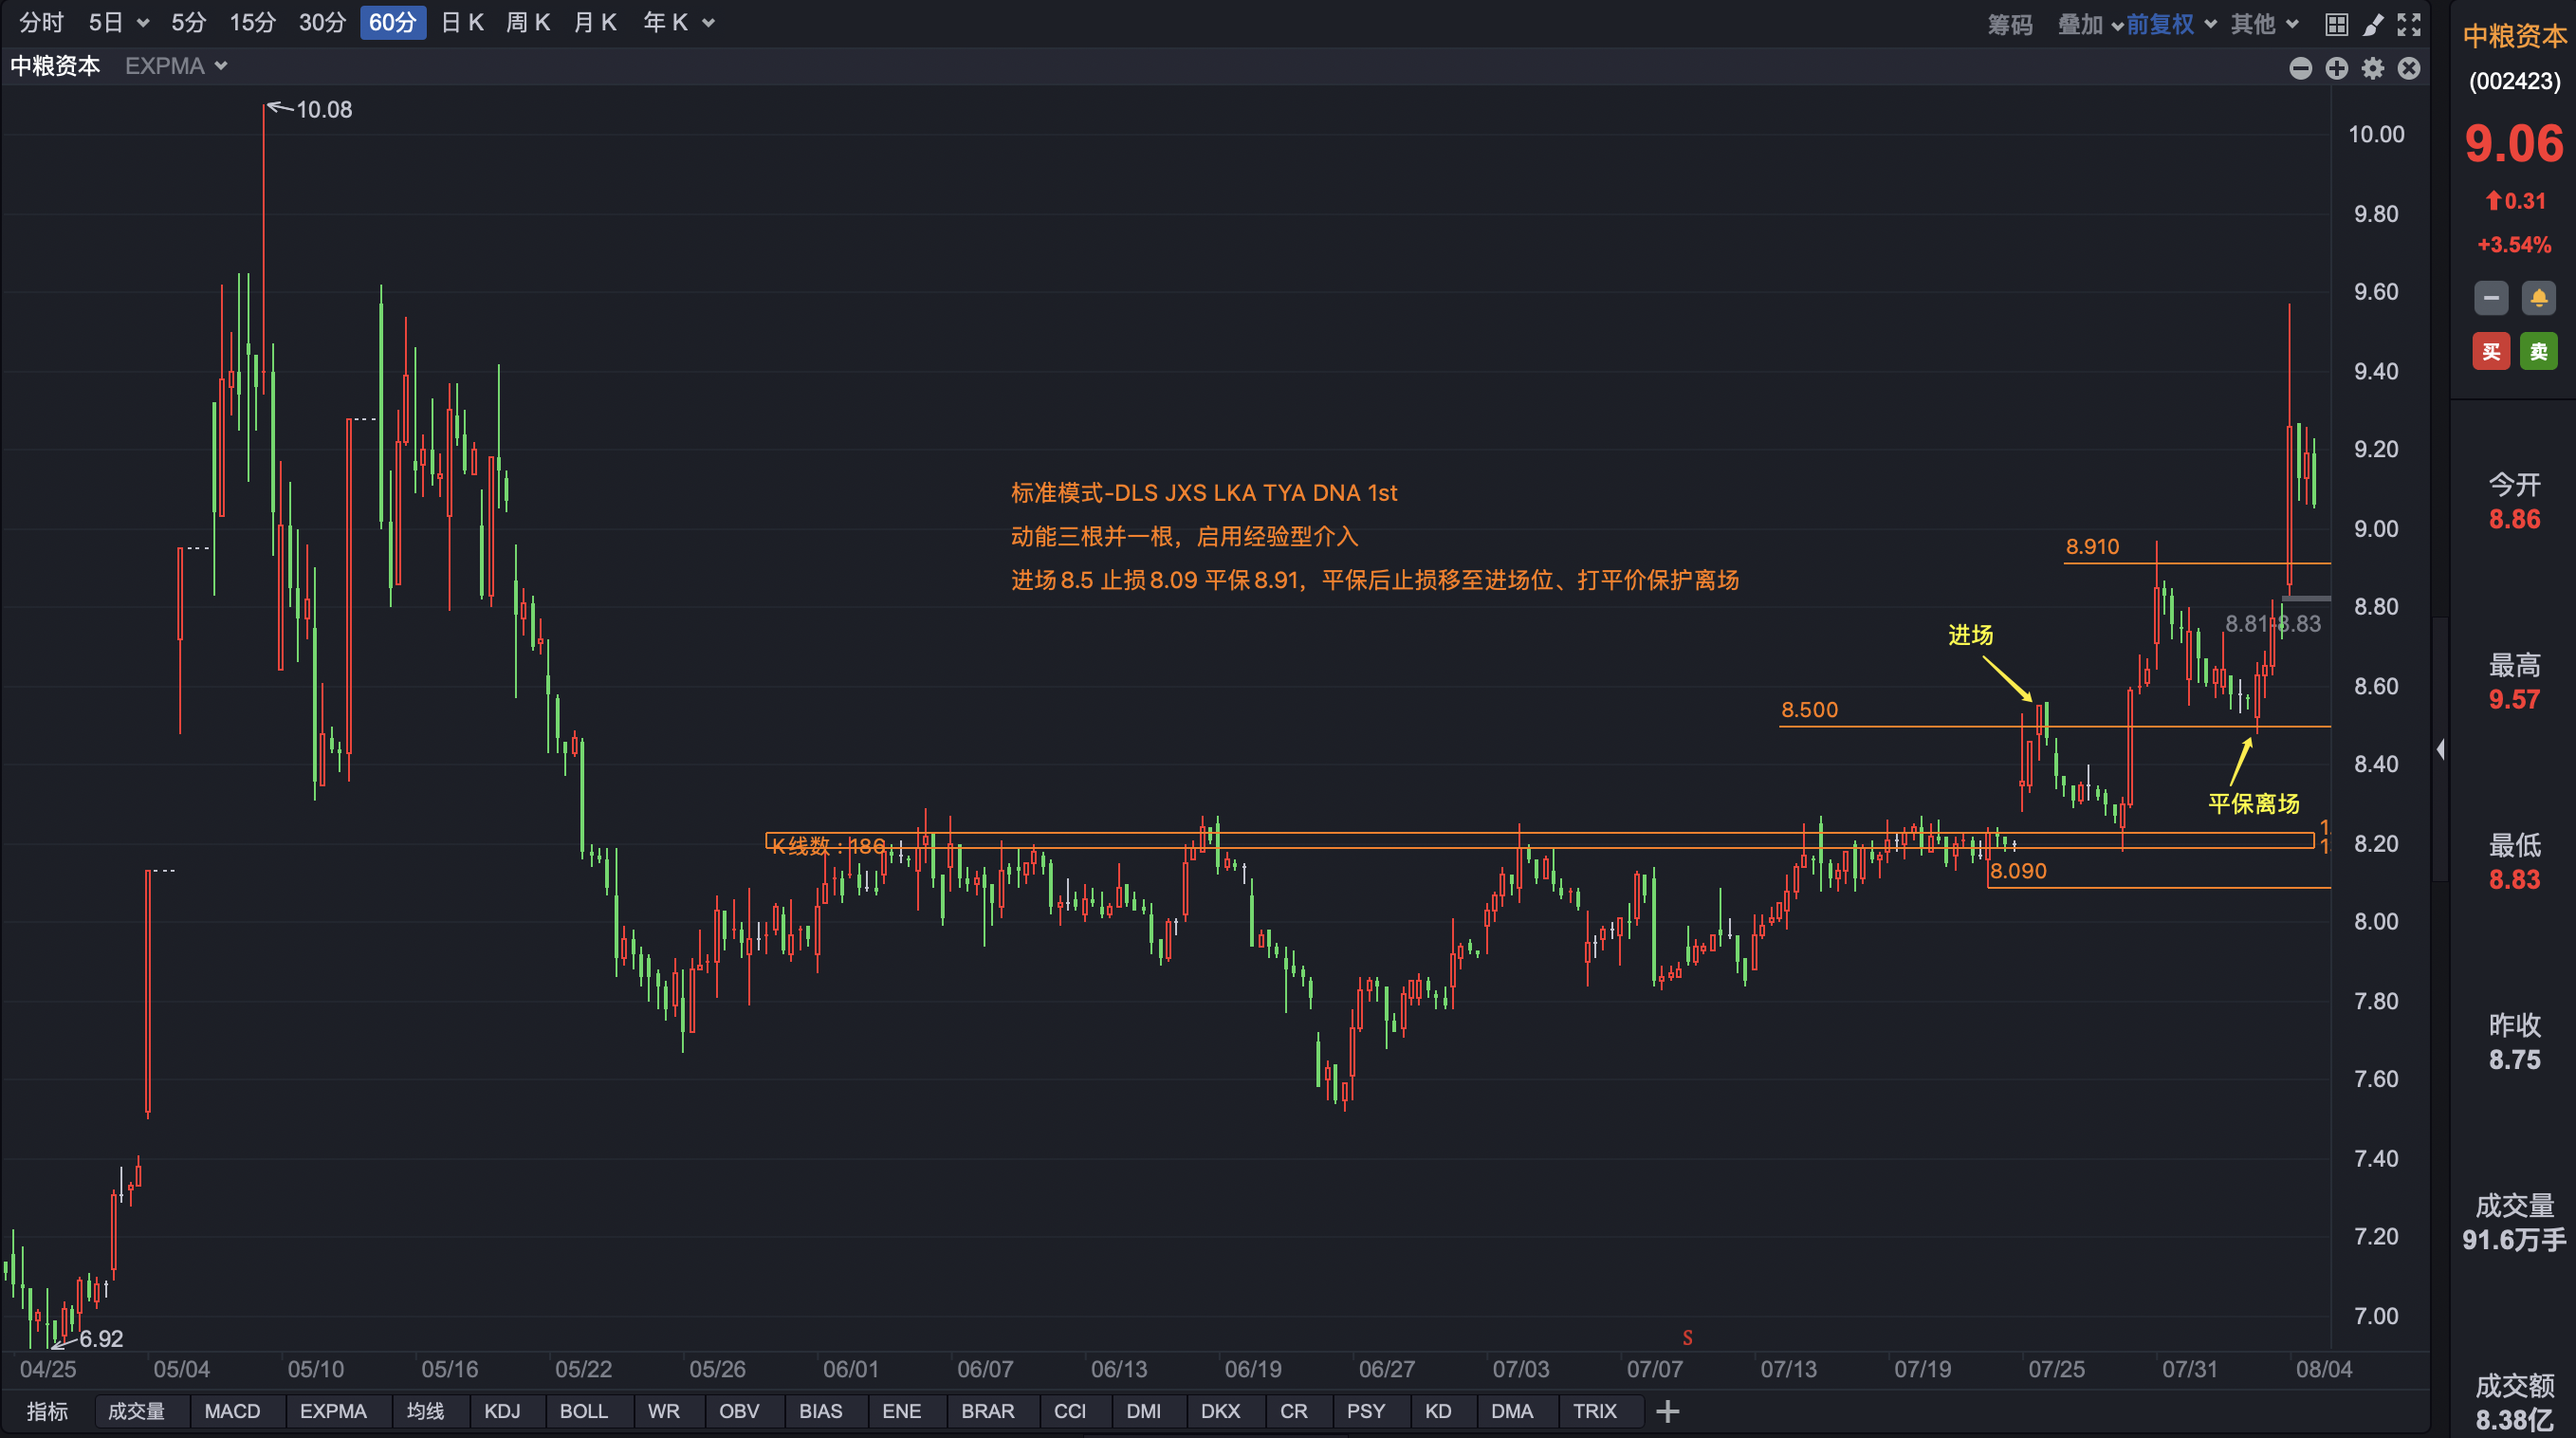 分时 5日 5分 15分 30分 60分 日K 周K 月K 年K 筹码 叠加 前复权 其他
中粮资本 EXPMA
10.08
10.00
9.80
9.60
9.40
9.20
9.00
8.80
8.60
8.40
8.20
8.00
7.80
7.60
7.40
7.20
7.00
标准模式-DLS JXS LKA TYA DNA 1st
动能三根并一根，启用经验型介入
进场8.5 止损8.09 平保8.91，平保后止损移至进场位、打平价保护离场
8.910
8.81-8.83
进场
8.500
平保离场
K线数：186
8.090
6.92
S
04/25 05/04 05/10 05/16 05/22 05/26 06/01 06/07 06/13 06/19 06/27 07/03 07/07 07/13 07/19 07/25 07/31 08/04
指标 成交量 MACD EXPMA 均线 KDJ BOLL WR OBV BIAS ENE BRAR CCI DMI DKX CR PSY KD DMA TRIX
中粮资本
(002423)
9.06
0.31
+3.54%
买 卖
今开
8.86
最高
9.57
最低
8.83
昨收
8.75
成交量
91.6万手
成交额
8.38亿